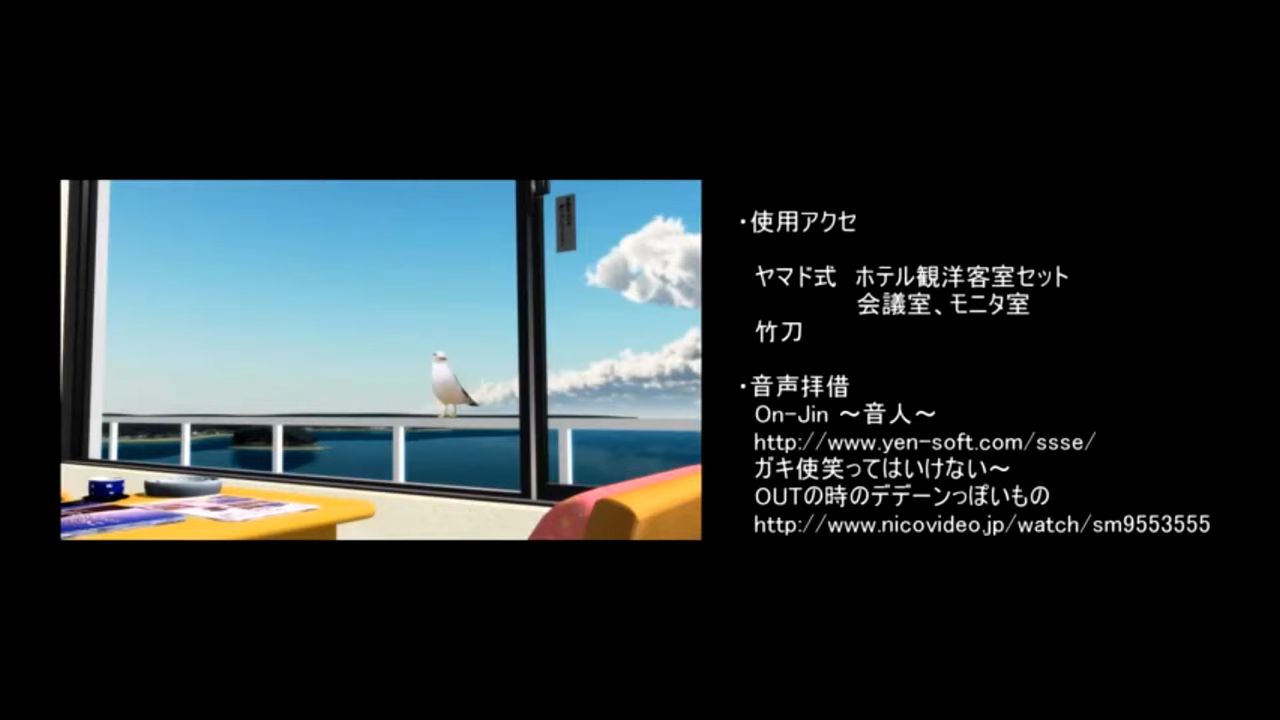 ・使用アクセ
ヤマド式　ホテル観洋客室セット
会議室、モニタ室
竹刀
・音声拝借
On-Jin ～音人～
http://www.yen-soft.com/ssse/
ガキ使笑ってはいけない～
OUTの時のデデーンっぽいもの
http://www.nicovideo.jp/watch/sm9553555